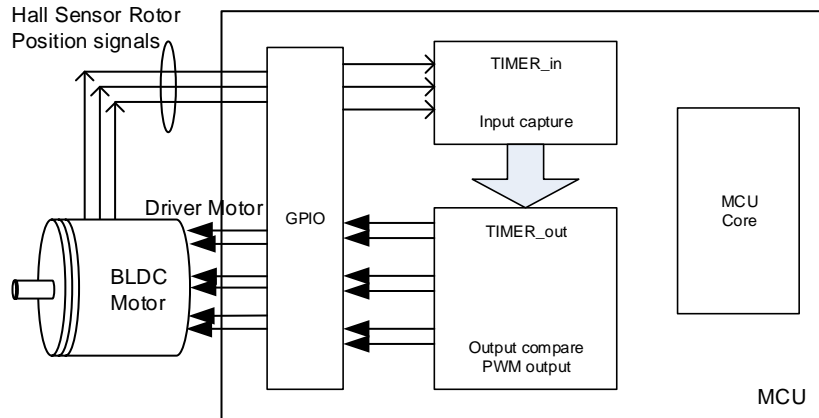 Hall Sensor Rotor
Position signals
TIMER_in
Input capture
Driver Motor
GPIO
TIMER_out
MCU
Core
BLDC
Motor
Output compare
PWM output
MCU